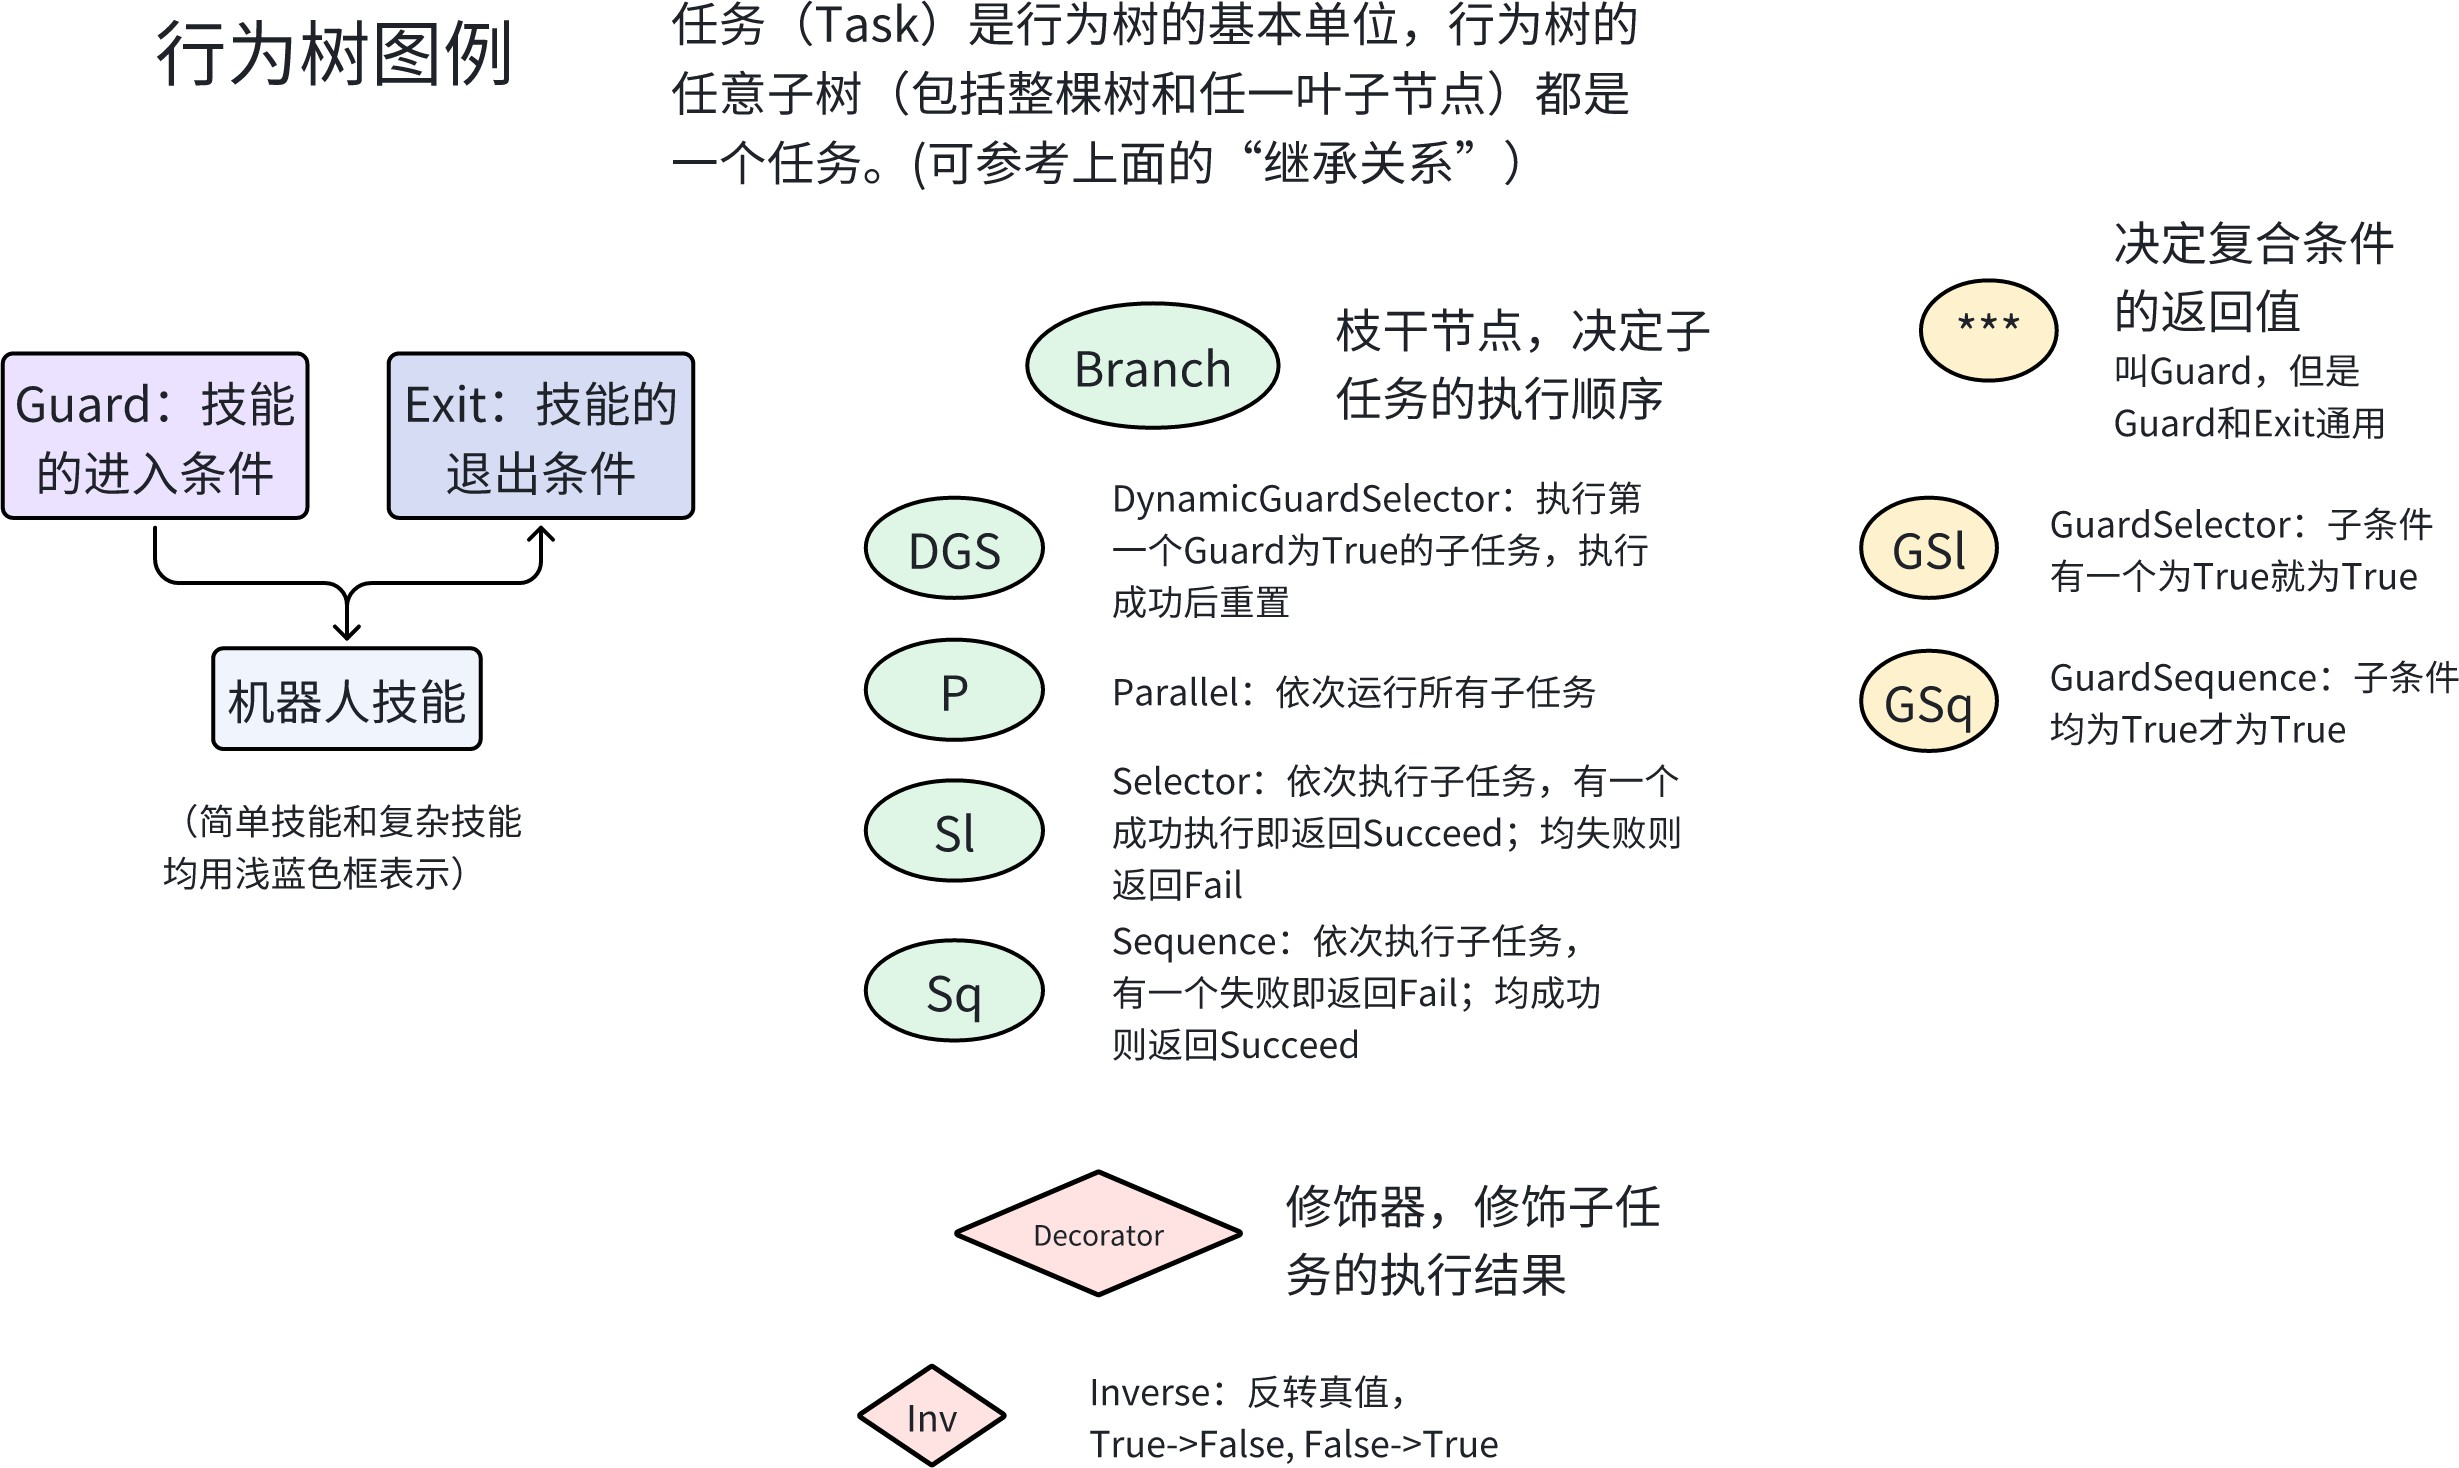 行为树图例
任务（Task）是行为树的基本单位，行为树的
任意子树（包括整棵树和任一叶子节点）都是
一个任务。(可参考上面的“继承关系”）
Guard：技能
的进入条件
Exit：技能的
退出条件
机器人技能
（简单技能和复杂技能
均用浅蓝色框表示）
Branch
枝干节点，决定子
任务的执行顺序
DGS
DynamicGuardSelector：执行第
一个Guard为True的子任务，执行
成功后重置
P
Parallel：依次运行所有子任务
Sl
Selector：依次执行子任务，有一个
成功执行即返回Succeed；均失败则
返回Fail
Sq
Sequence：依次执行子任务，
有一个失败即返回Fail；均成功
则返回Succeed
Decorator
修饰器，修饰子任
务的执行结果
Inv
Inverse：反转真值，
True->False, False->True
***
决定复合条件
的返回值
叫Guard，但是
Guard和Exit通用
GSl
GuardSelector：子条件
有一个为True就为True
GSq
GuardSequence：子条件
均为True才为True